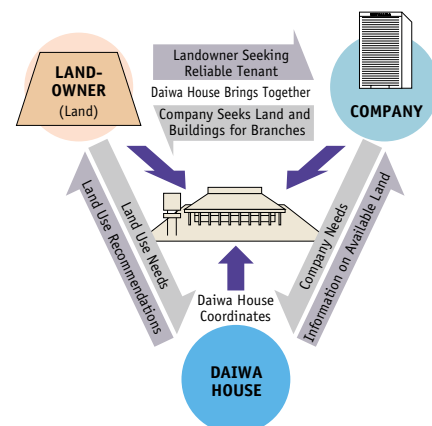 LAND-
OWNER
(Land)
Landowner Seeking
Reliable Tenant
Daiwa House Brings Together
Company Seeks Land and
Buildings for Branches
COMPANY
Land Use Recommendations
Land Use Needs
Company Needs
Information on Available Land
Daiwa House
Coordinates
DAIWA
HOUSE